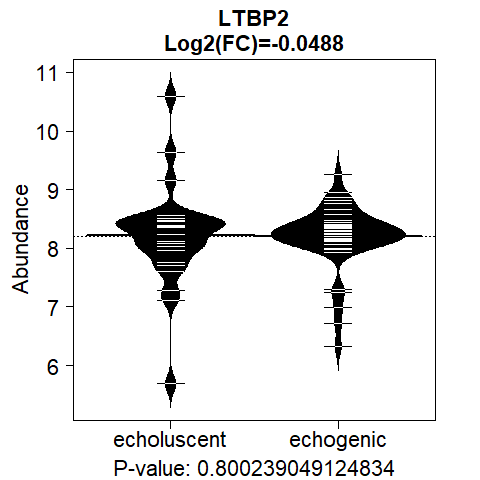 LTBP2
Log2(FC)=-0.0488
Abundance
11
10
9
8
7
6
echoluscent
echogenic
P-value: 0.800239049124834